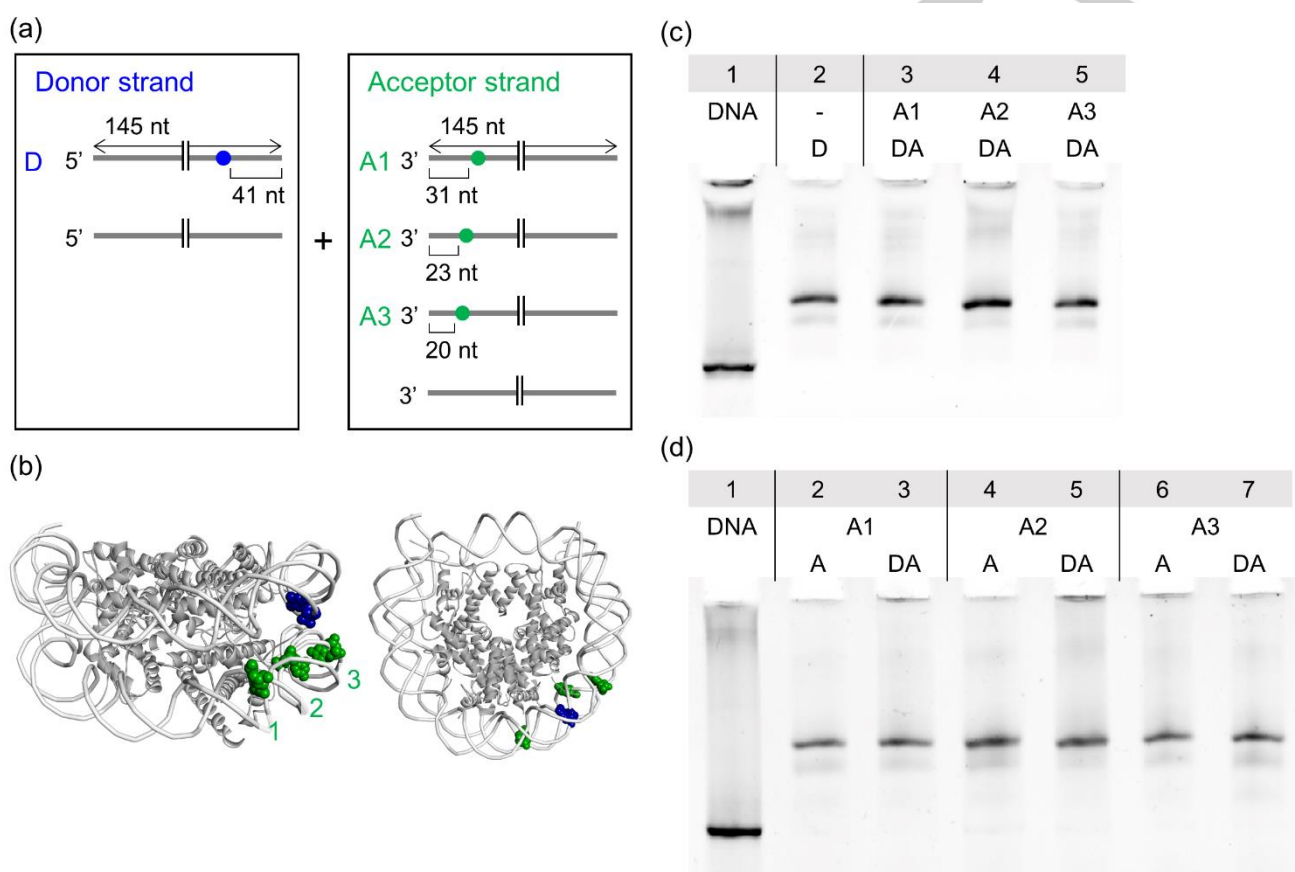 (a)
Donor strand
145 nt
D 5’
41 nt
5’
+
Acceptor strand
145 nt
A1 3’
31 nt
A2 3’
23 nt
A3 3’
20 nt
3’
(b)
1
2
3
(c)
1 2 3 4 5
DNA - A1 A2 A3
D DA DA DA
(d)
1 2 3 4 5 6 7
DNA A1 A2 A3
A DA A DA A DA